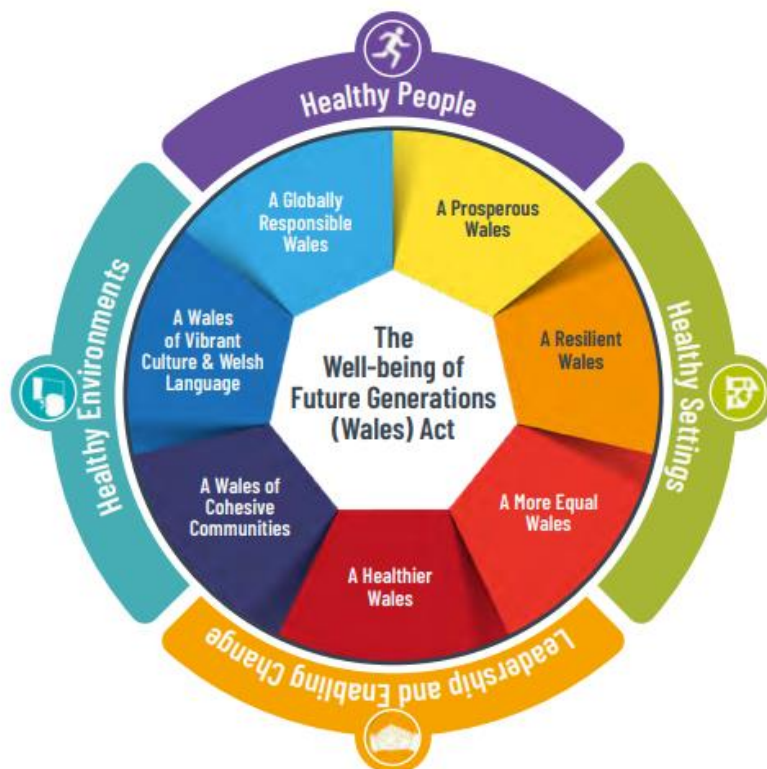 Healthy People
A Globally
Responsible
Wales
A Prosperous
Wales
Healthy Environments
A Wales
of Vibrant
Culture & Welsh
Language
The
Well-being of
Future Generations
(Wales) Act
A Resilient
Wales
Healthy Settings
A Wales of
Cohesive
Communities
A More Equal
Wales
A Healthier
Wales
Leadership and Enabling Change